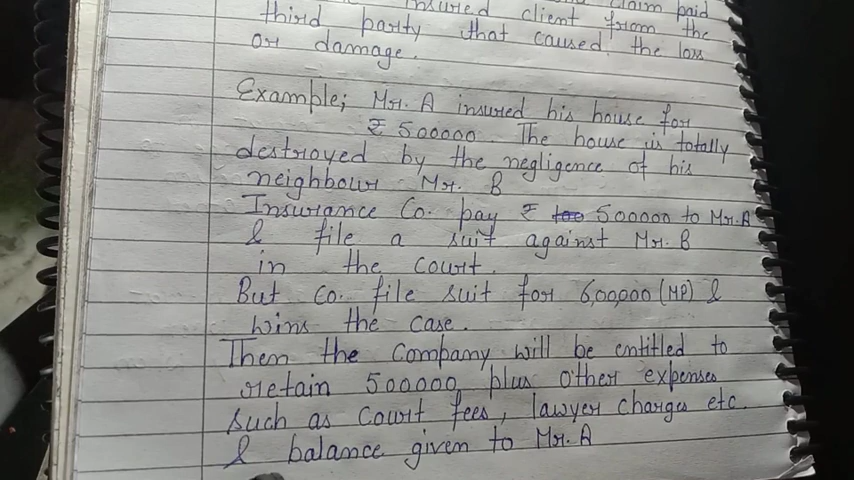 insured client from the
claim paid
third party that caused the loss
or damage.
Example; Mr. A insured his house for
₹ 500000. The house is totally
destroyed by the negligence of his
neighbour Mr. B
Insurance Co. pay ₹ 500000 to Mr. A
& file a suit against Mr. B
in the court.
But co. file suit for 6,00,000 (MP) &
wins the case.
Then the Company will be entitled to
retain 500000 plus other expenses
such as Court fees, lawyer charges etc.
& balance given to Mr. A